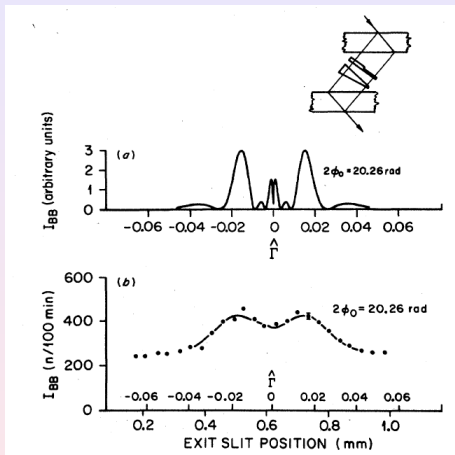 I_BB (arbitrary units)
(a)
3
2
1
0
2ϕ₀ = 20.26 rad
-0.06 -0.04 -0.02 0 0.02 0.04 0.06
Γ̂
I_BB (n/100 min)
(b)
600
400
200
0
2ϕ₀ = 20.26 rad
Γ̂
-0.06 -0.04 -0.02 0 0.02 0.04 0.06
0.2 0.4 0.6 0.8 1.0
EXIT SLIT POSITION (mm)